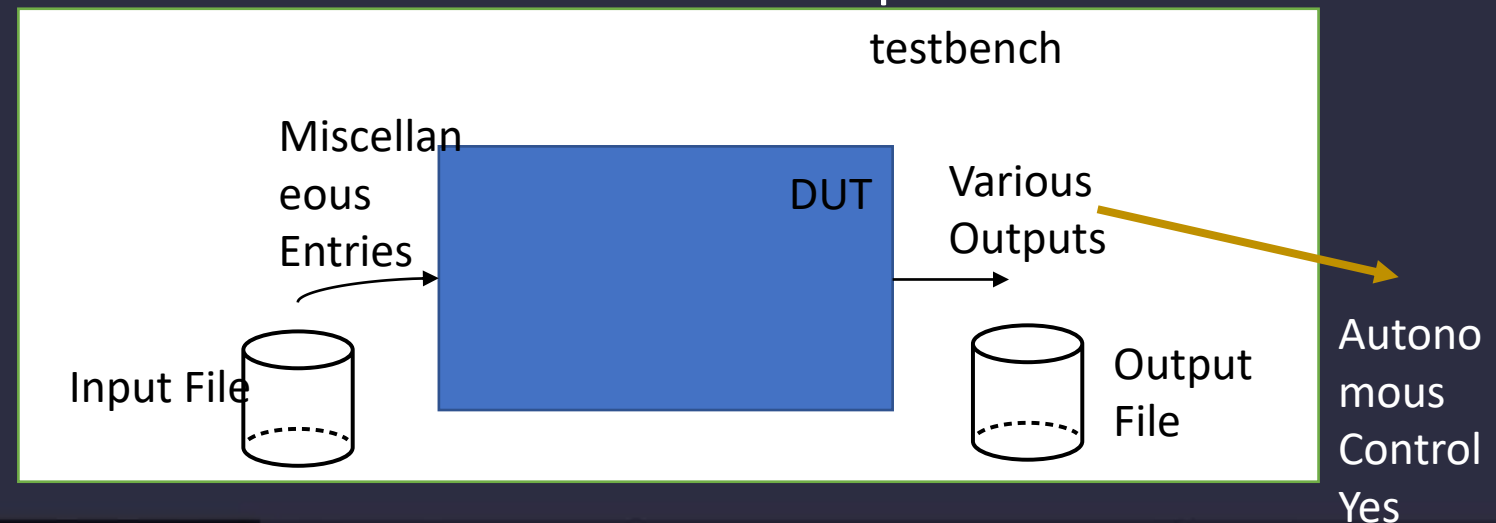 testbench
Miscellan
eous
Entries
DUT
Various
Outputs
Input File
Output
File
Autono
mous
Control
Yes